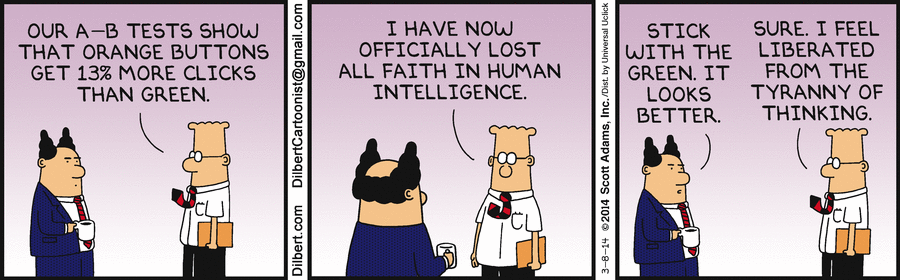 OUR A-B TESTS SHOW
THAT ORANGE BUTTONS
GET 13% MORE CLICKS
THAN GREEN.
Dilbert.com DilbertCartoonist@gmail.com
I HAVE NOW
OFFICIALLY LOST
ALL FAITH IN HUMAN
INTELLIGENCE.
3-8-14 ©2014 Scott Adams, Inc. /Dist. by Universal Uclick
STICK
WITH THE
GREEN. IT
LOOKS
BETTER.
SURE. I FEEL
LIBERATED
FROM THE
TYRANNY OF
THINKING.